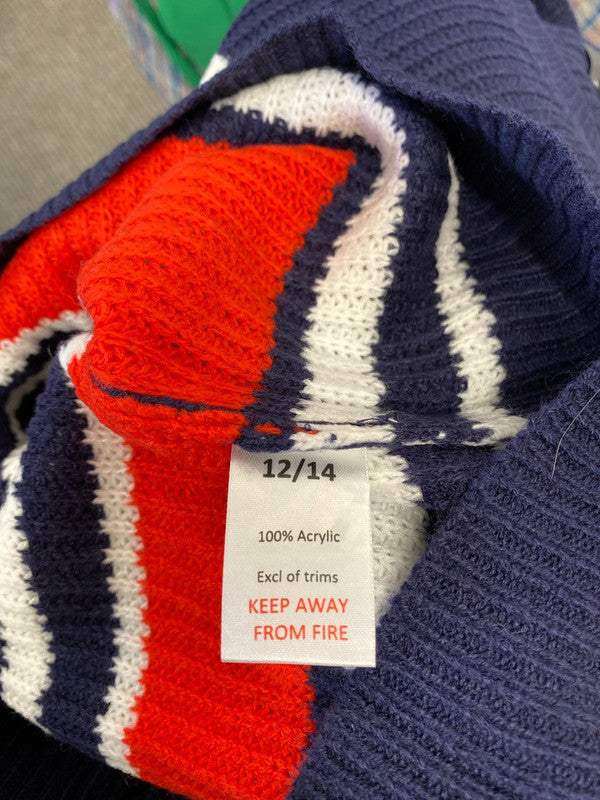 12/14
100% Acrylic
Excl of trims
KEEP AWAY
FROM FIRE